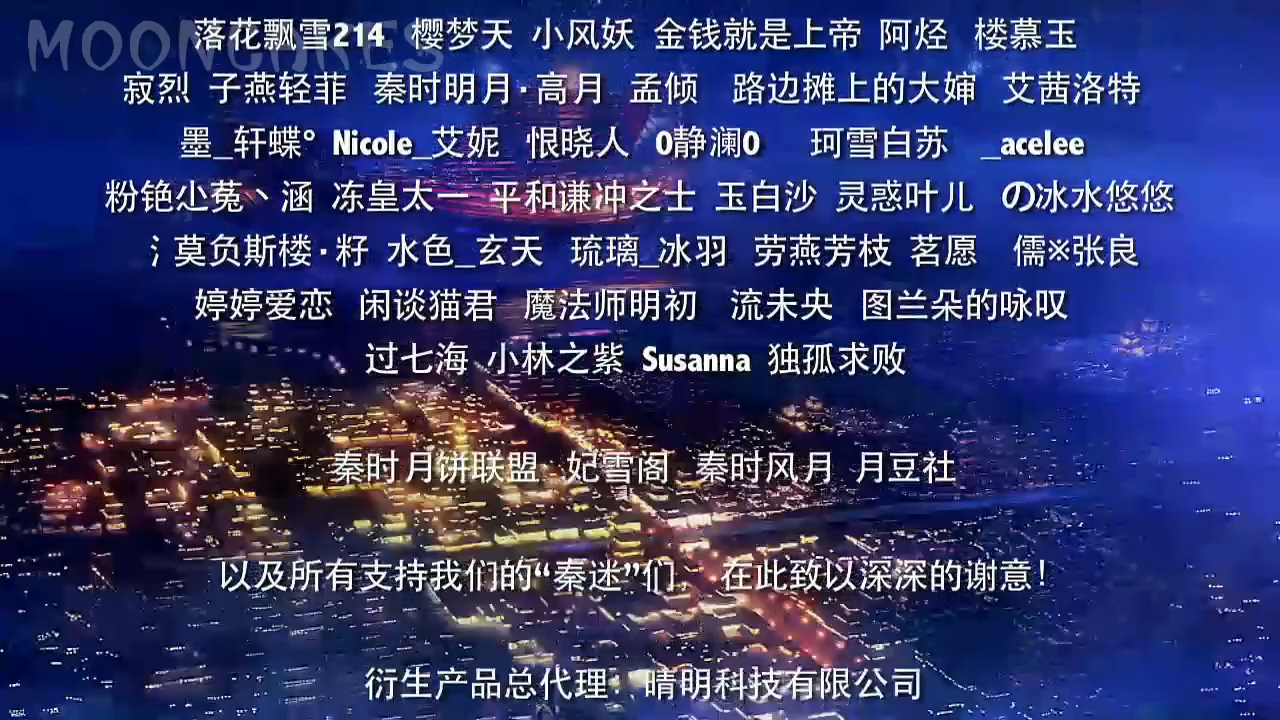 MOONCAKES
落花飘雪214 樱梦天 小风妖 金钱就是上帝 阿烃 楼慕玉
寂烈 子燕轻菲 秦时明月·高月 孟倾 路边摊上的大婶 艾茜洛特
墨_轩蝶° Nicole_艾妮 恨晓人 0静澜0 珂雪白苏 _acelee
粉铯尐菟丶涵 冻皇太一 平和谦冲之士 玉白沙 灵惑叶儿 の冰水悠悠
氵莫负斯楼·籽 水色_玄天 琉璃_冰羽 劳燕芳枝 茗愿 儒※张良
婷婷爱恋 闲谈猫君 魔法师明初 流未央 图兰朵的咏叹
过七海 小林之紫 Susanna 独孤求败
秦时月饼联盟 妃雪阁 秦时风月 月豆社
以及所有支持我们的“秦迷”们， 在此致以深深的谢意！
衍生产品总代理：晴明科技有限公司